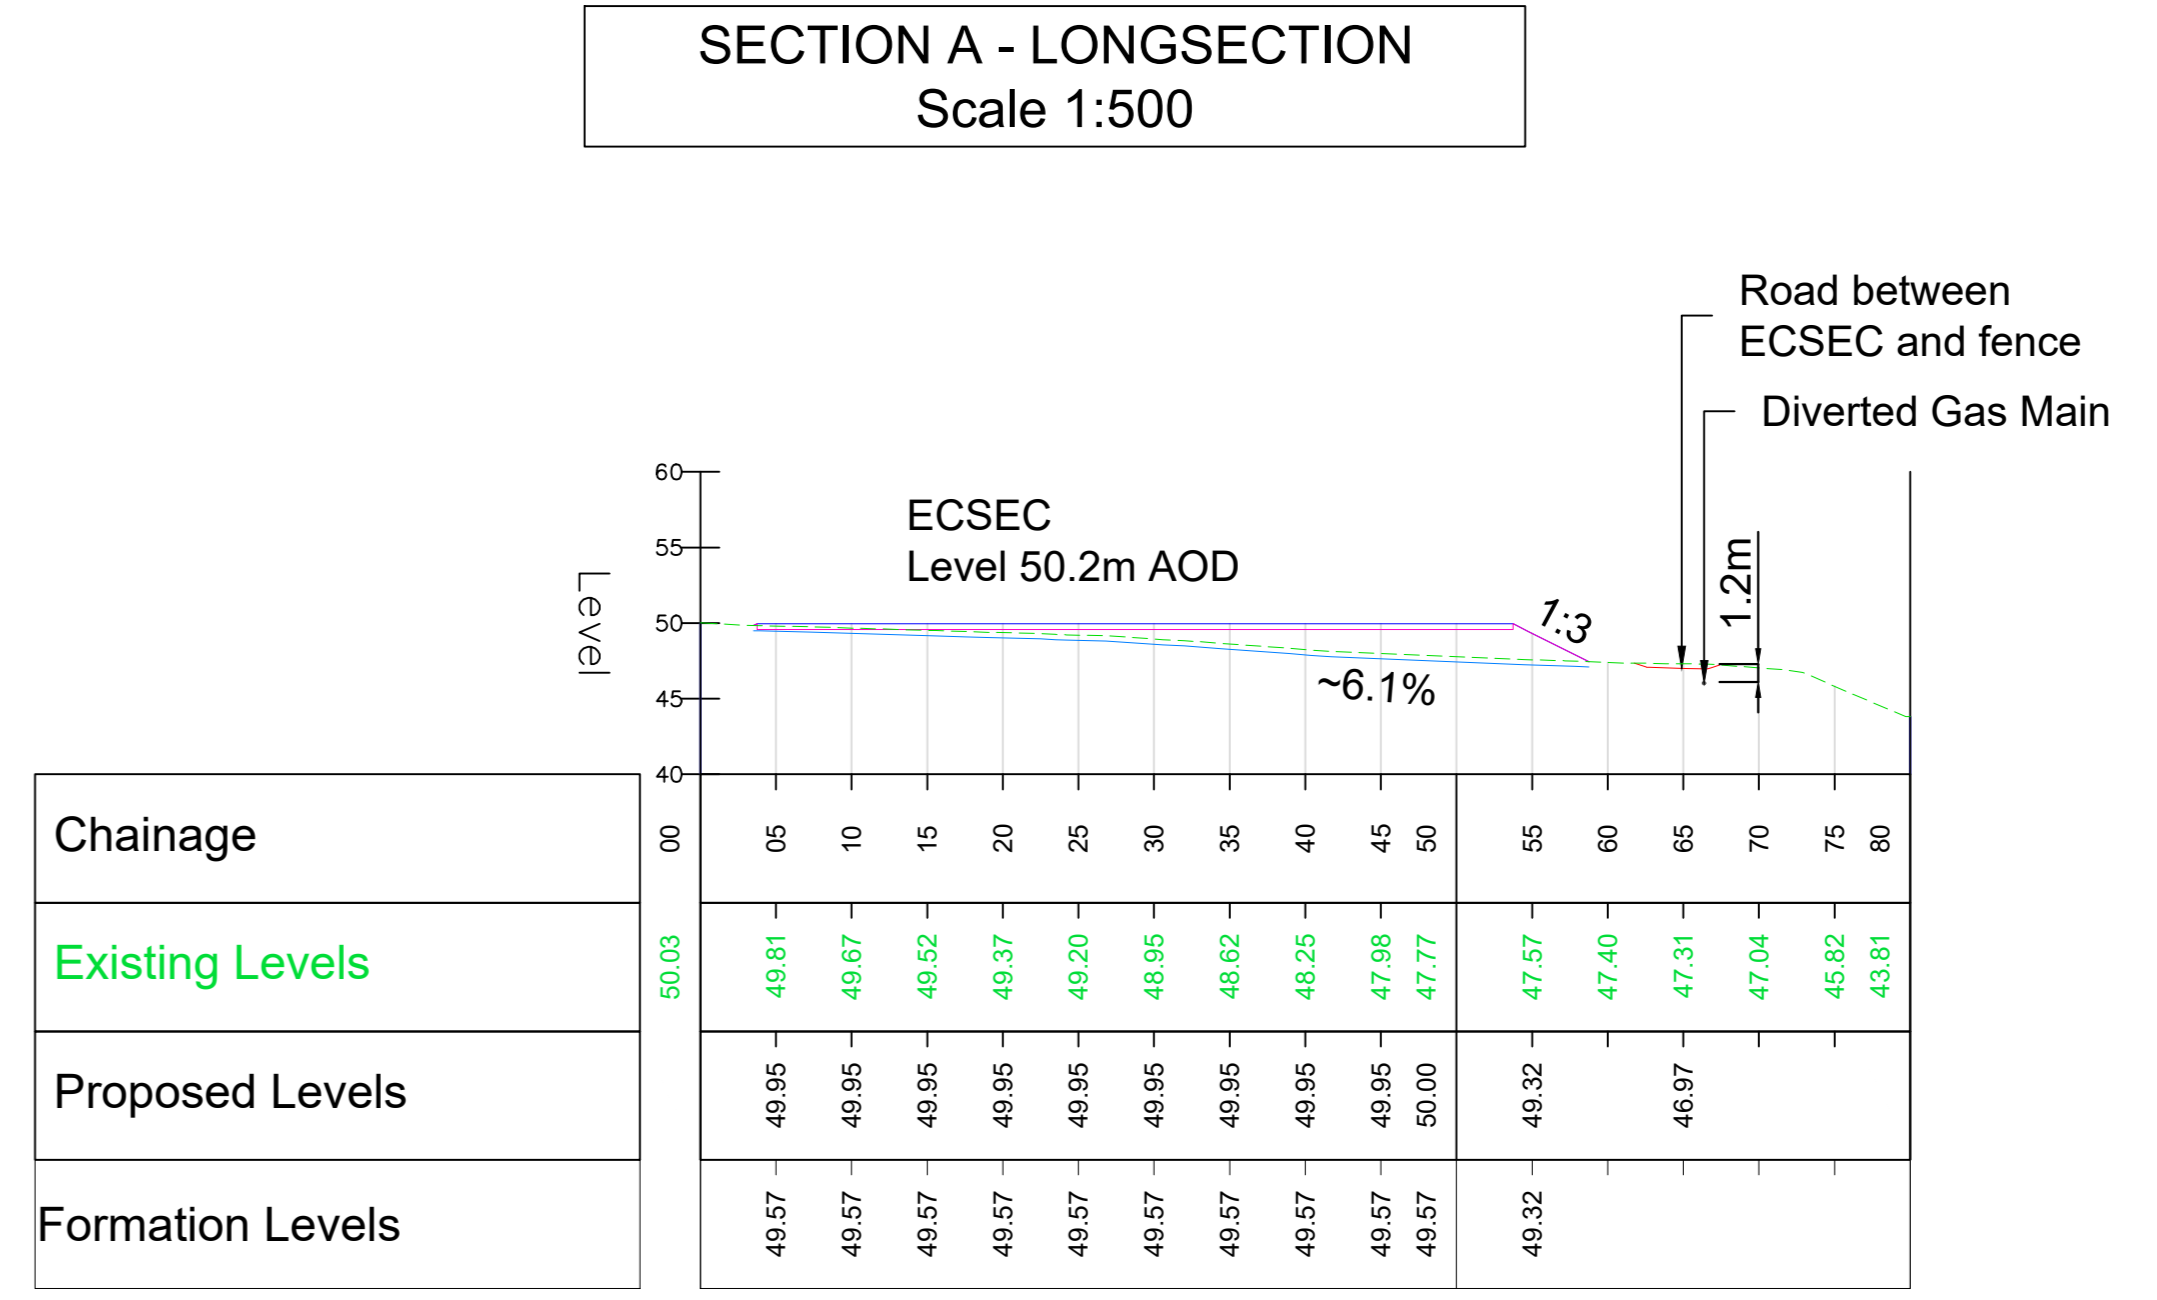 SECTION A - LONGSECTION
Scale 1:500
Road between
ECSEC and fence
Diverted Gas Main
ECSEC
Level 50.2m AOD
1:3
1.2m
~6.1%
Level
60
55
50
45
40
Chainage 00 05 10 15 20 25 30 35 40 45 50 55 60 65 70 75 80
Existing Levels 50.03 49.81 49.67 49.52 49.37 49.20 48.95 48.62 48.25 47.98 47.77 47.57 47.40 47.31 47.04 45.82 43.81
Proposed Levels 49.95 49.95 49.95 49.95 49.95 49.95 49.95 49.95 49.95 50.00 49.32 46.97
Formation Levels 49.57 49.57 49.57 49.57 49.57 49.57 49.57 49.57 49.57 49.57 49.32